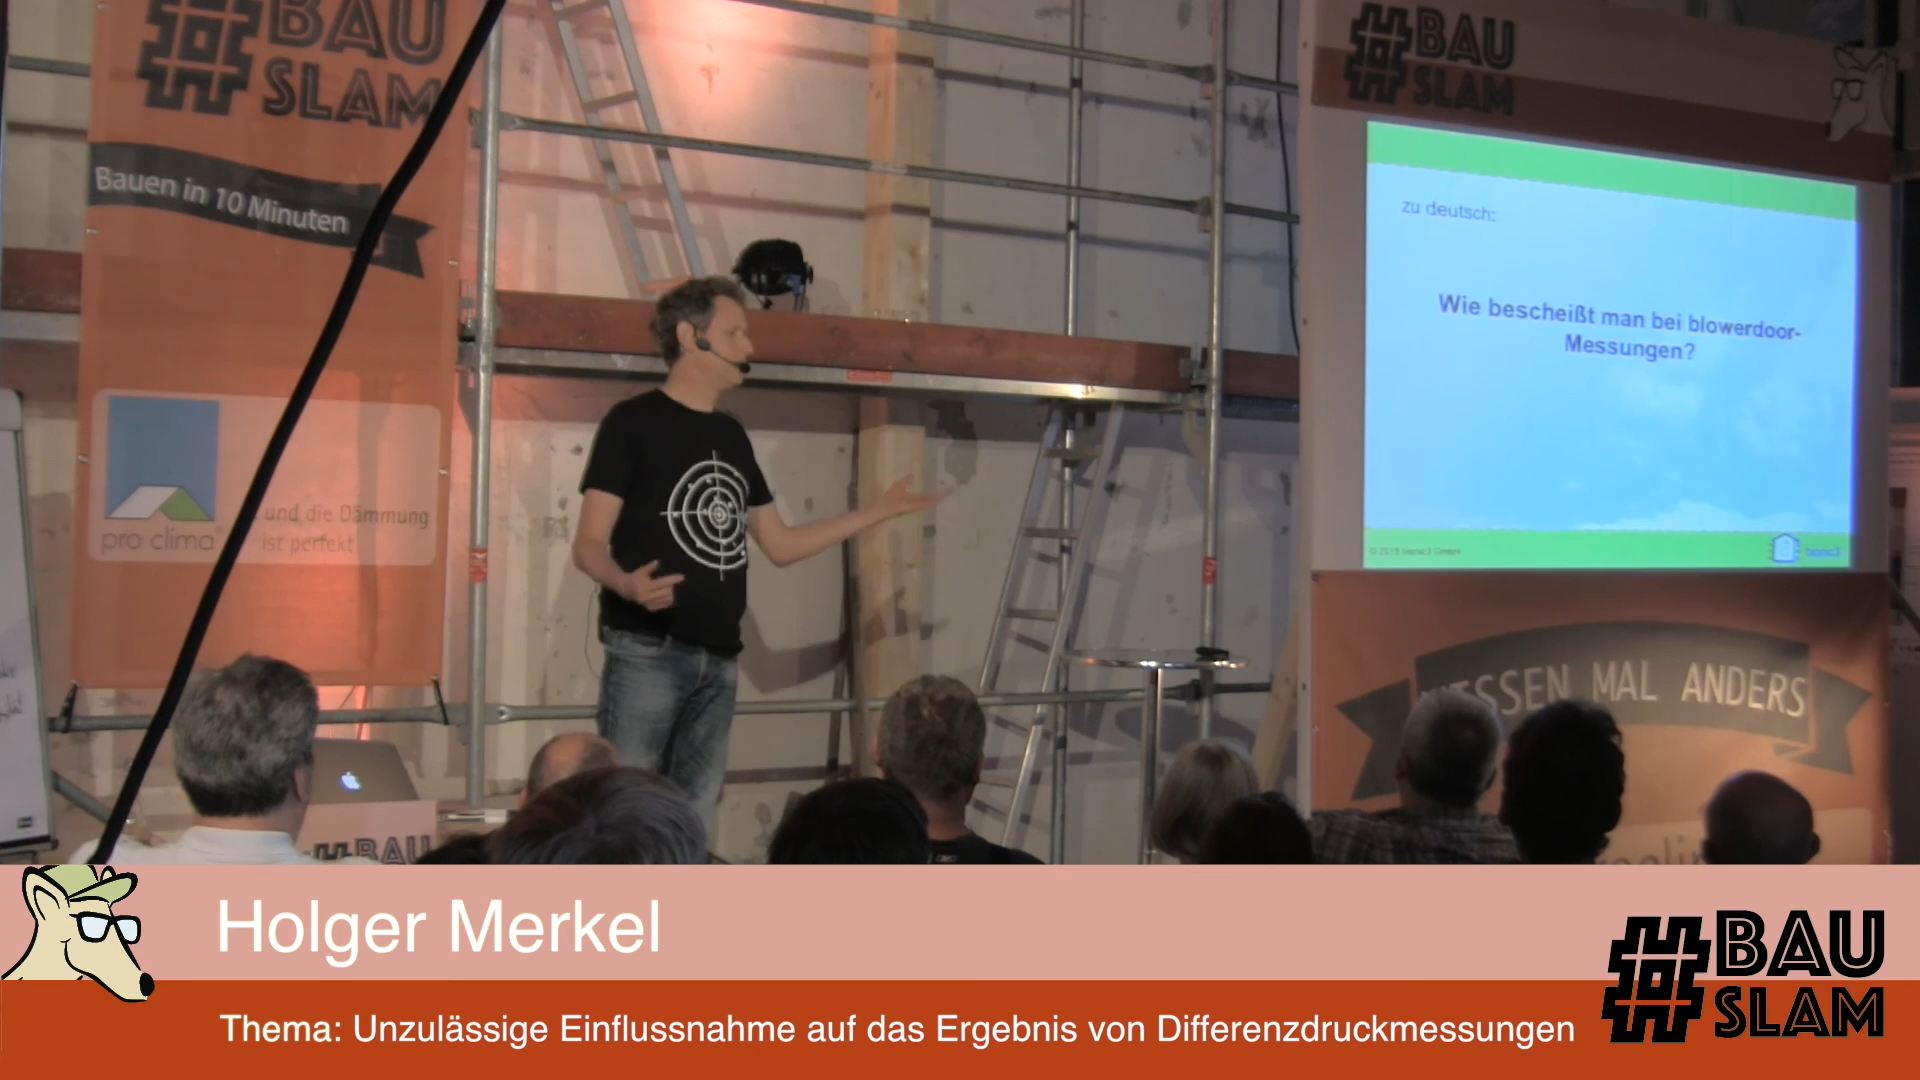 #BAU
SLAM
Bauen in 10 Minuten
pro clima
und die Dämmung
ist perfekt
#BAU
SLAM
zu deutsch:
Wie bescheißt man bei blowerdoor-
Messungen?
MAL ANDERS
#BAU
Holger Merkel
Thema: Unzulässige Einflussnahme auf das Ergebnis von Differenzdruckmessungen
#BAU
SLAM